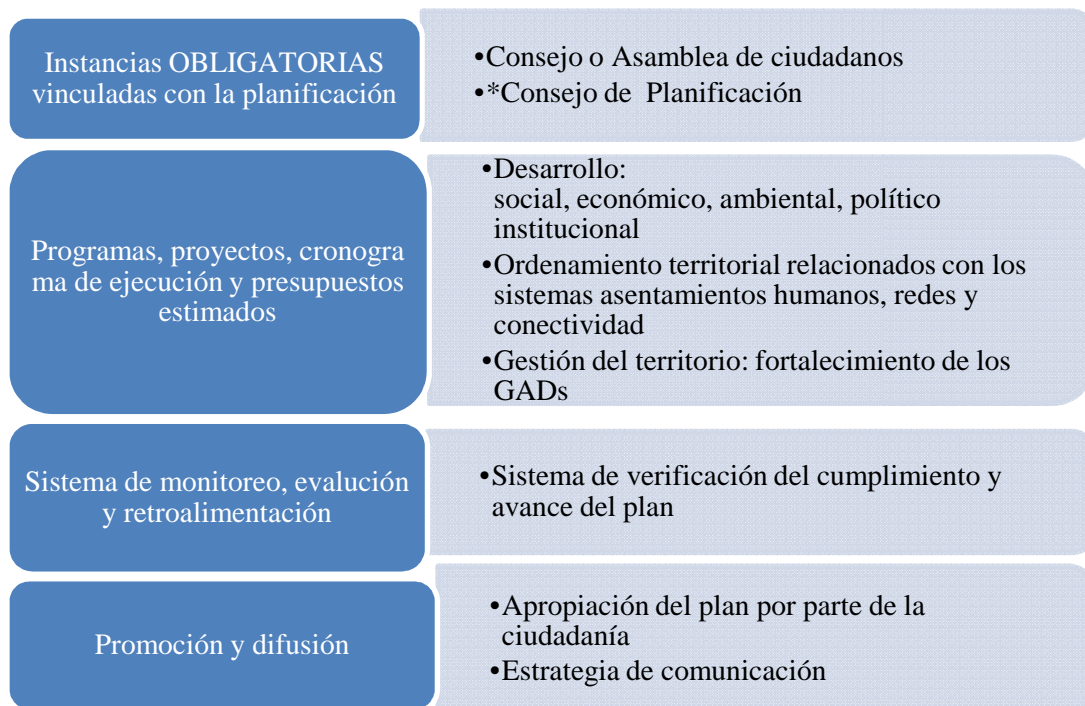 Instancias OBLIGATORIAS
vinculadas con la planificación
•Consejo o Asamblea de ciudadanos
•*Consejo de Planificación
Programas, proyectos, cronogra
ma de ejecución y presupuestos
estimados
•Desarrollo:
social, económico, ambiental, político
institucional
•Ordenamiento territorial relacionados con los
sistemas asentamientos humanos, redes y
conectividad
•Gestión del territorio: fortalecimiento de los
GADs
Sistema de monitoreo, evalución
y retroalimentación
•Sistema de verificación del cumplimiento y
avance del plan
Promoción y difusión
•Apropiación del plan por parte de la
ciudadanía
•Estrategia de comunicación